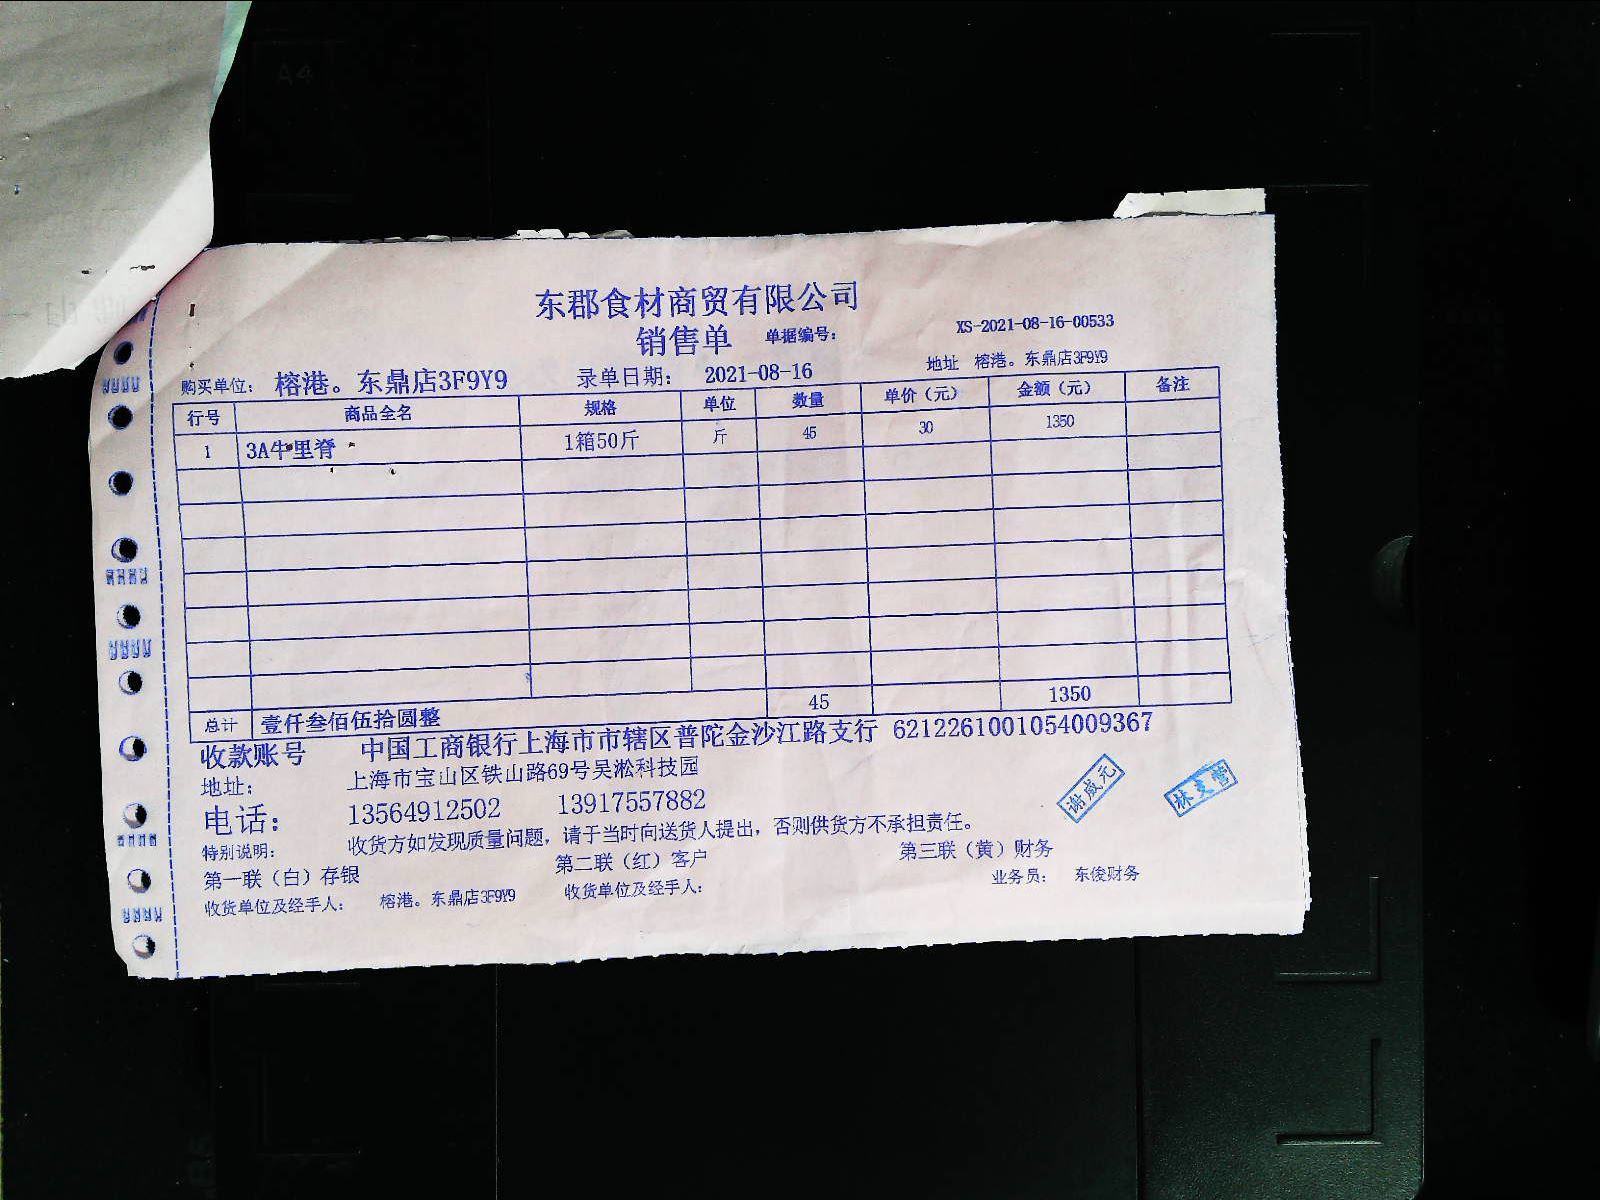 A4
东郡食材商贸有限公司
销售单 单据编号： XS-2021-08-16-00533
购买单位： 榕港。东鼎店3F9Y9 录单日期： 2021-08-16 地址 榕港。东鼎店3F9Y9
行号 商品全名 规格 单位 数量 单价（元） 金额（元） 备注
1 3A牛里脊 1箱50斤 斤 45 30 1350
总计 壹仟叁佰伍拾圆整 45 1350
收款账号 中国工商银行上海市市辖区普陀金沙江路支行 6212261001054009367
地址： 上海市宝山区铁山路69号吴淞科技园
电话： 13564912502 13917557882
特别说明： 收货方如发现质量问题，请于当时向送货人提出，否则供货方不承担责任。
第一联（白）存银 第二联（红）客户 第三联（黄）财务
收货单位及经手人： 榕港。东鼎店3F9Y9 收货单位及经手人： 业务员： 东俊财务
谢威元